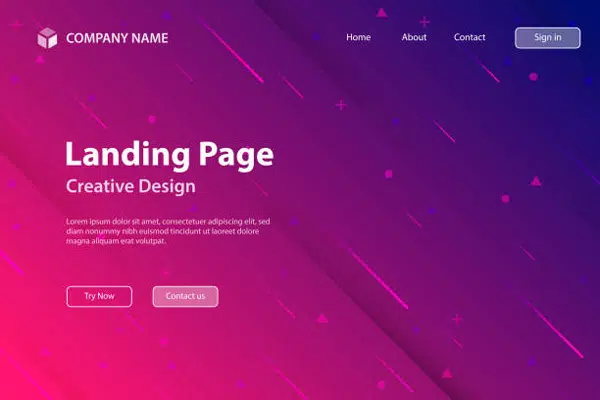 COMPANY NAME
Home
About
Contact
Sign in
Landing Page
Creative Design
Lorem ipsum dolor sit amet, consectetuer adipiscing elit, sed
diam nonummy nibh euismod tincidunt ut laoreet dolore
magna aliquam erat volutpat.
Try Now
Contact us